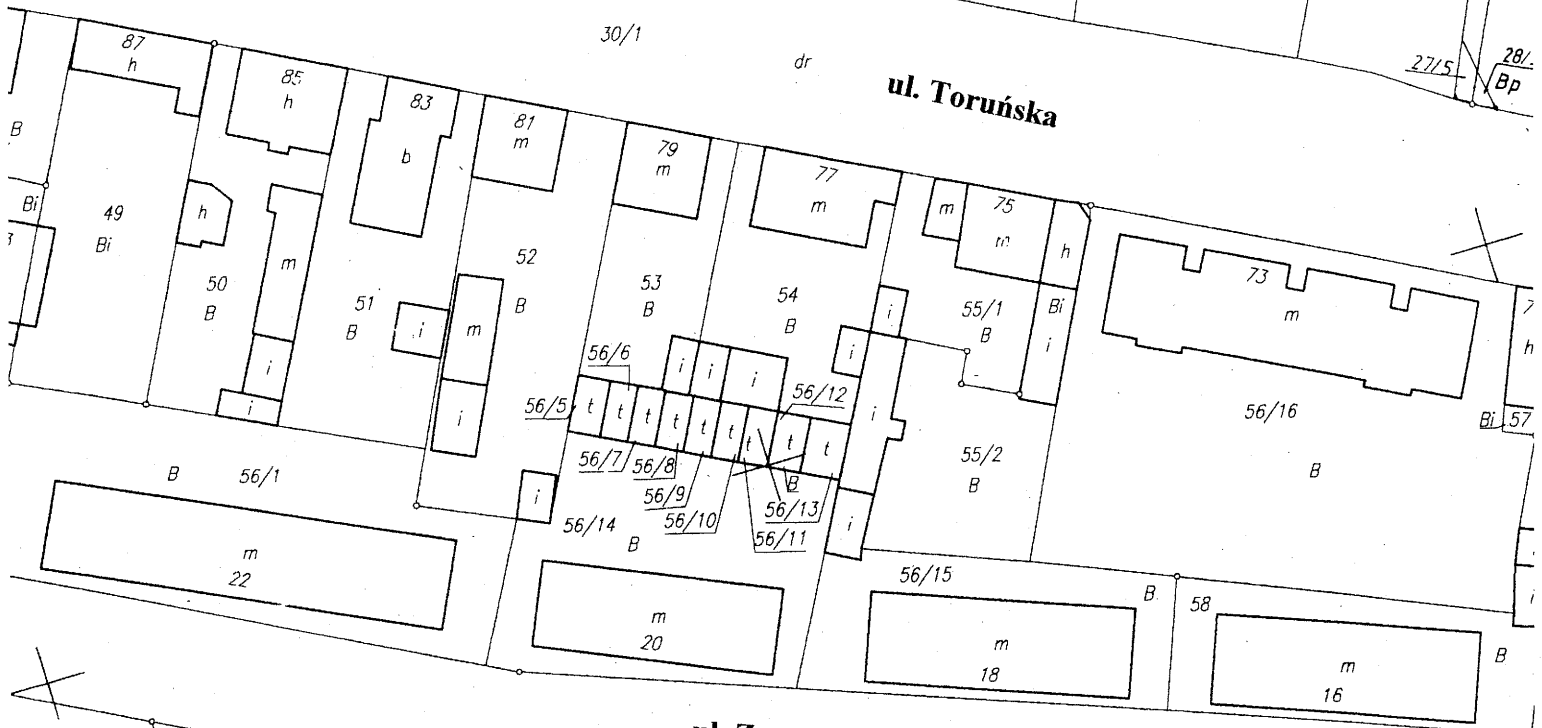 30/1
dr
ul. Toruńska
27/5
28/
Bp
87
h
85
h
83
b
81
m
79
m
77
m
m
75
m
h
73
m
h
B
Bi
49
Bi
h
50
B
m
i
i
51
B
i
52
B
m
i
i
53
B
54
B
i
i
i
i
i
i
i
55/1
B
Bi
i
56/16
B
Bi
57
56/5
56/6
56/12
t
t
t
t
t
t
t
t
t
56/7
56/8
56/9
56/10
56/11
56/13
B
55/2
B
B
56/1
56/14
B
56/15
B
58
B
i
m
22
m
20
m
18
m
16
ul. Z